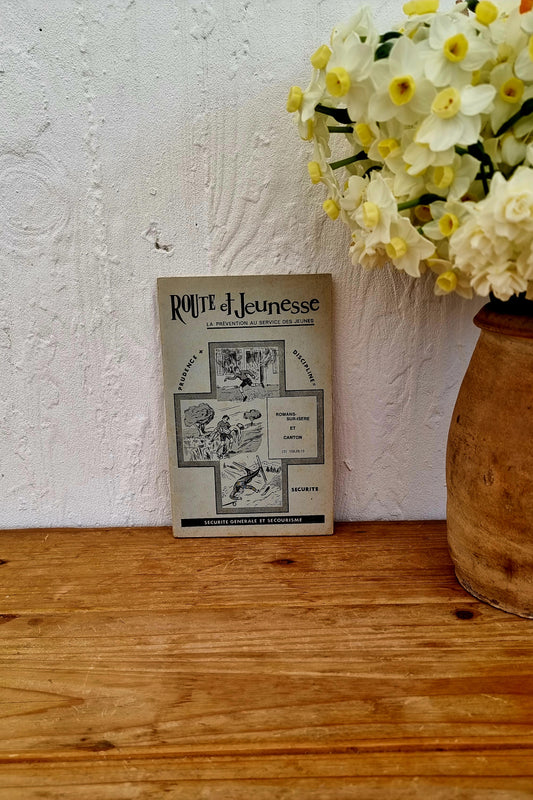 ROUTE et Jeunesse
LA PRÉVENTION AU SERVICE DES JEUNES
PRUDENCE +
DISCIPLINE =
ROMANS-
SUR-ISERE
ET
CANTON
SECURITE
SECURITE GENERALE ET SECOURISME